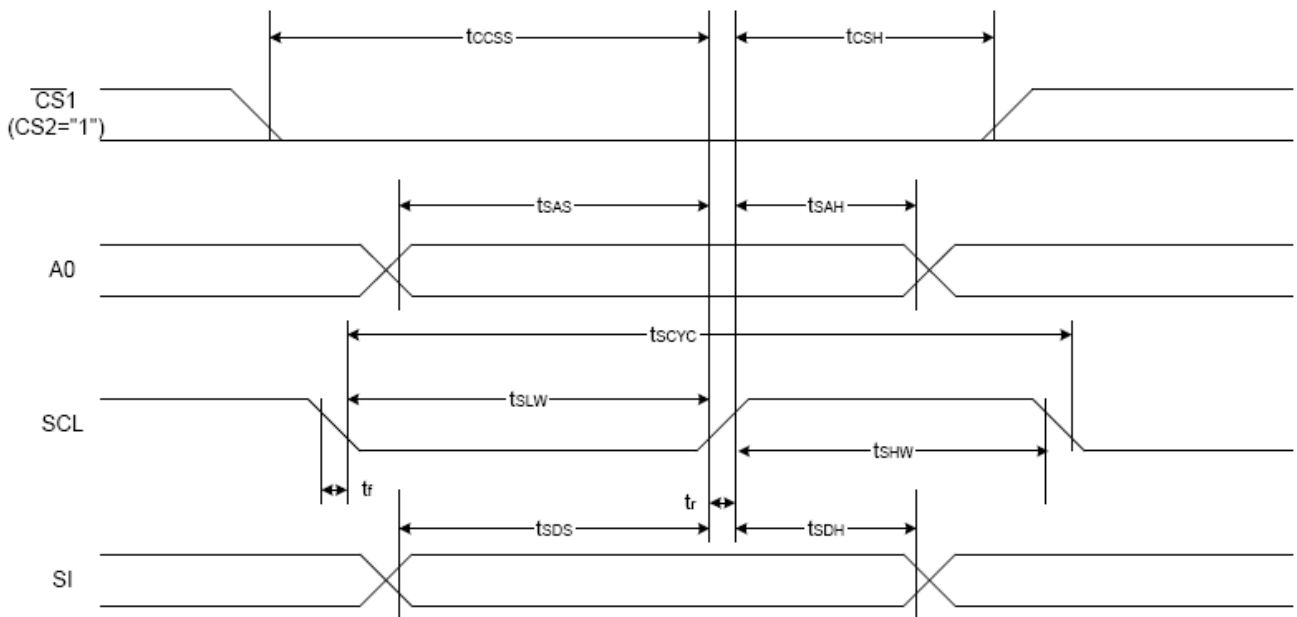 tCCSS
tCSH
CS1
(CS2="1")
tSAS
tSAH
A0
tSCYC
tSLW
SCL
tSHW
tf
tr
tSDS
tSDH
SI